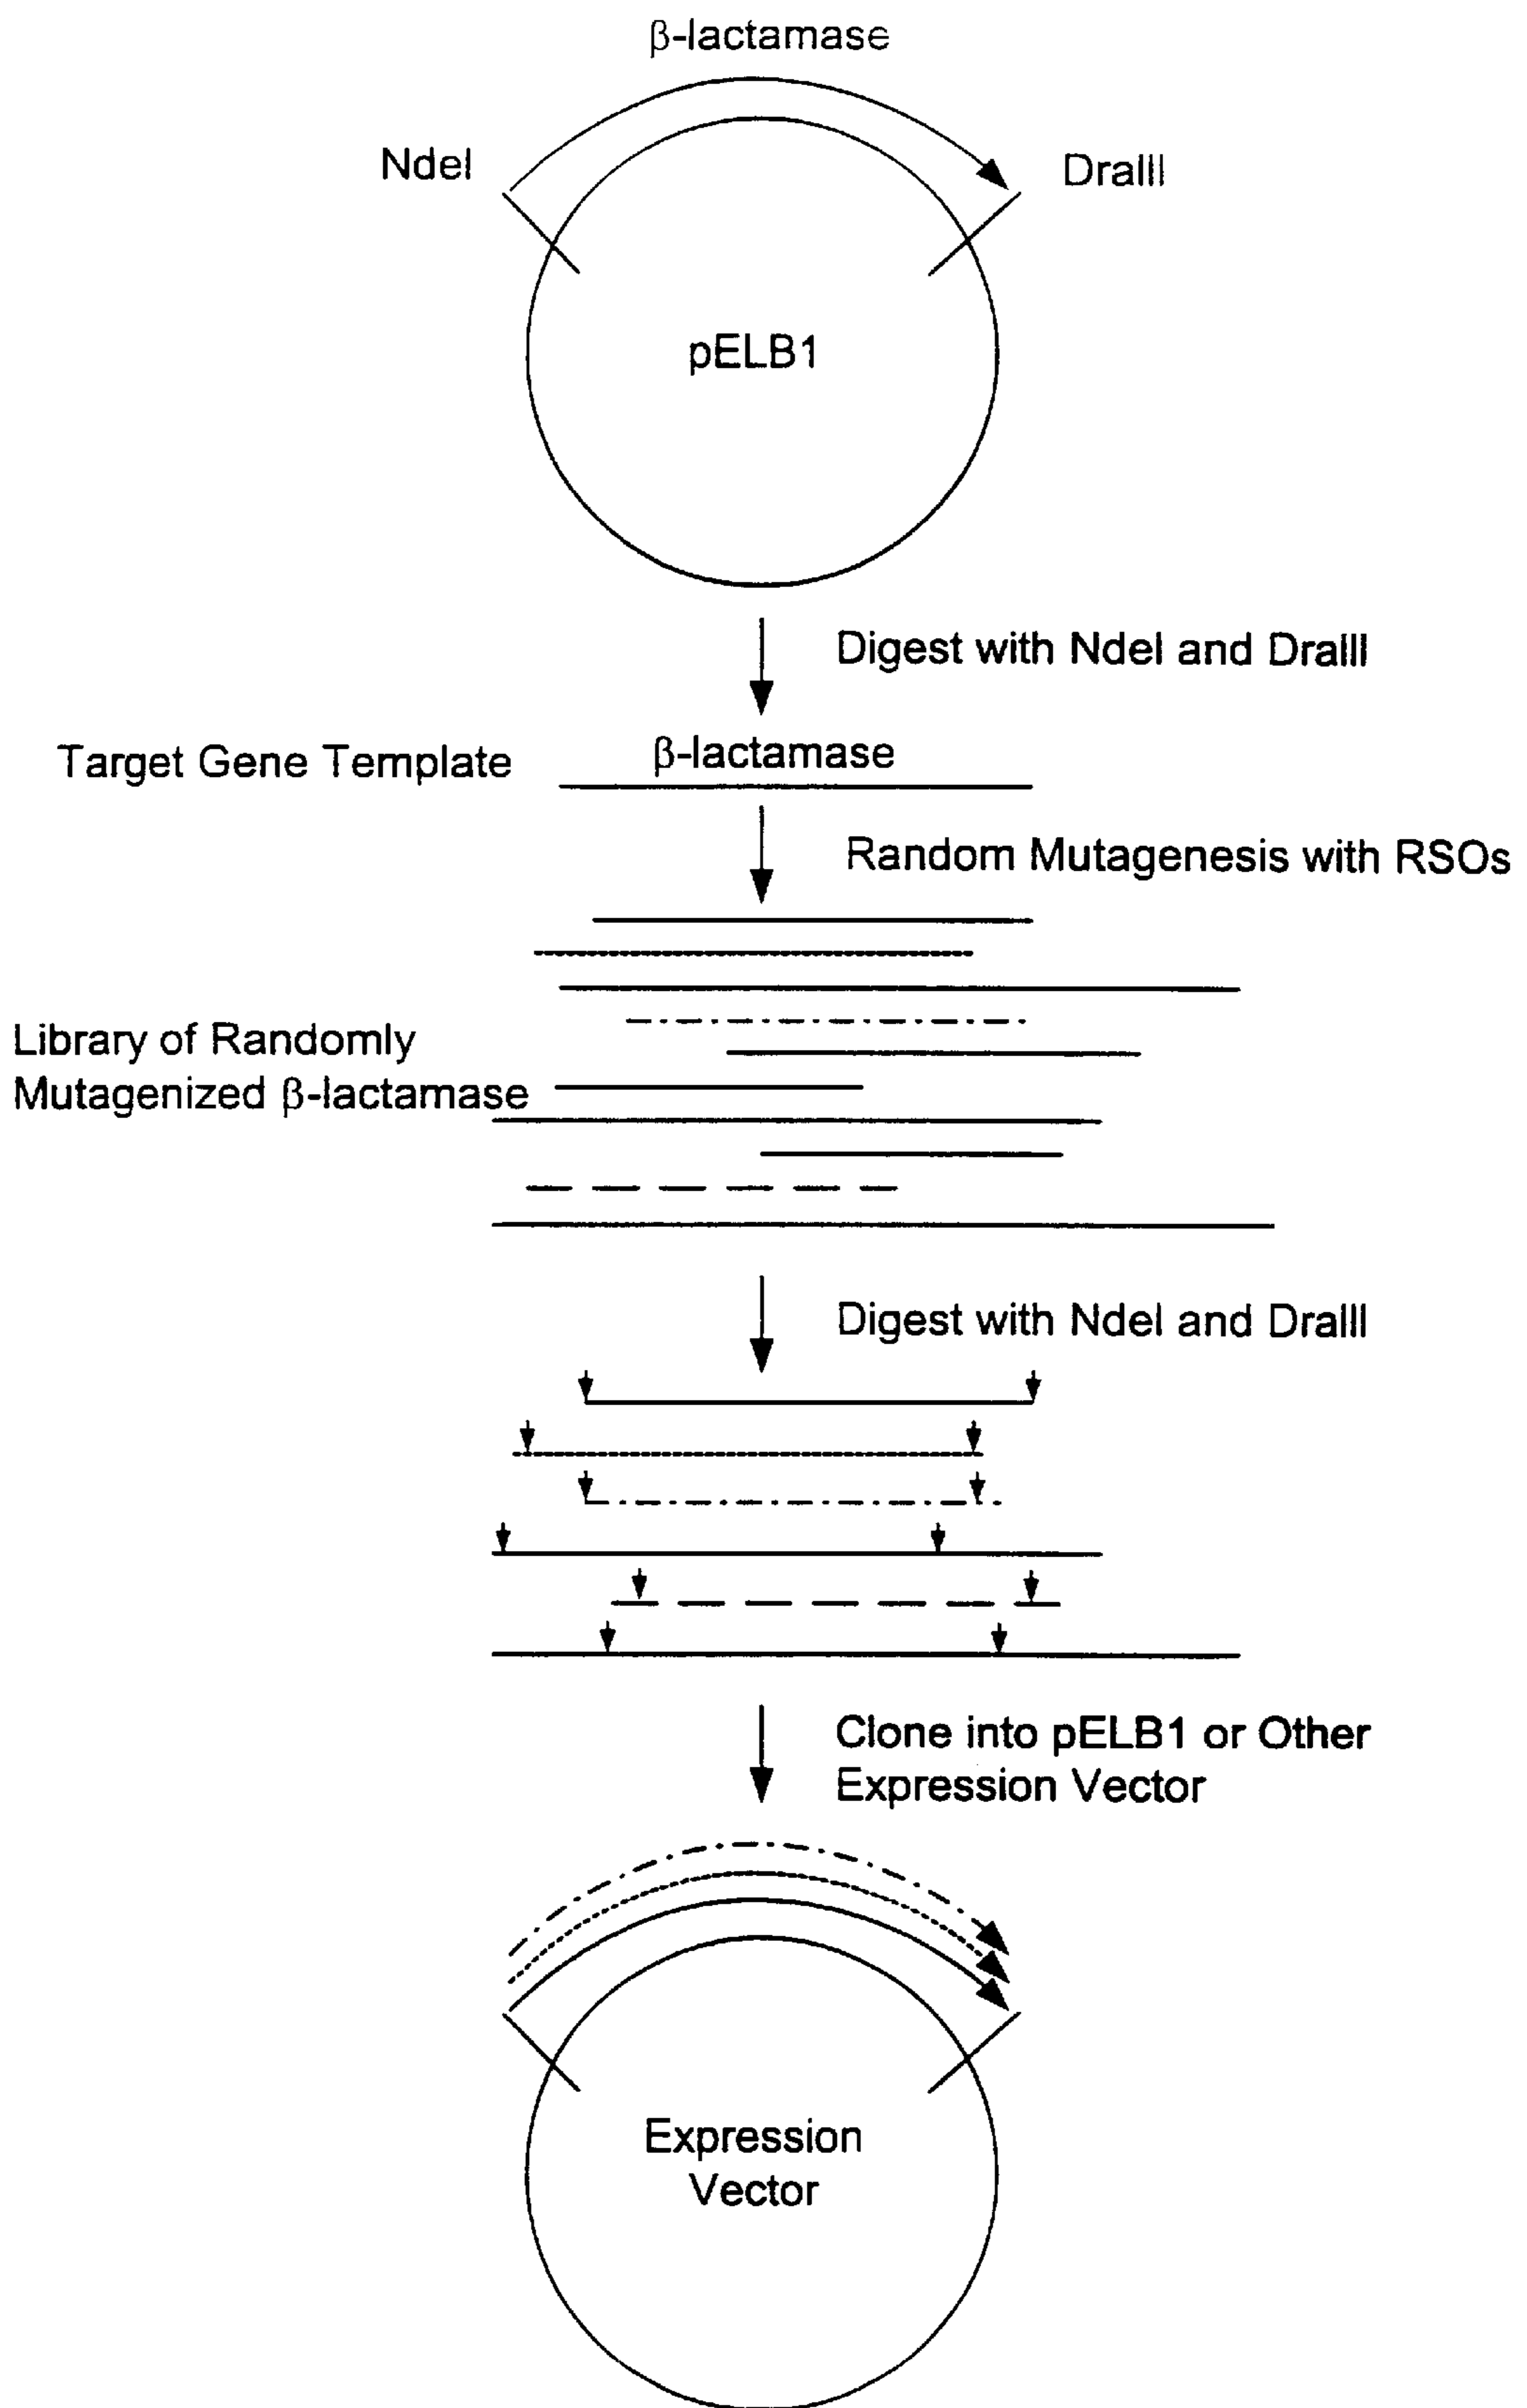 β-lactamase
NdeI
DraIII
pELB1
Digest with NdeI and DraIII
Target Gene Template
β-lactamase
Random Mutagenesis with RSOs
Library of Randomly
Mutagenized β-lactamase
Digest with NdeI and DraIII
Clone into pELB1 or Other
Expression Vector
Expression
Vector